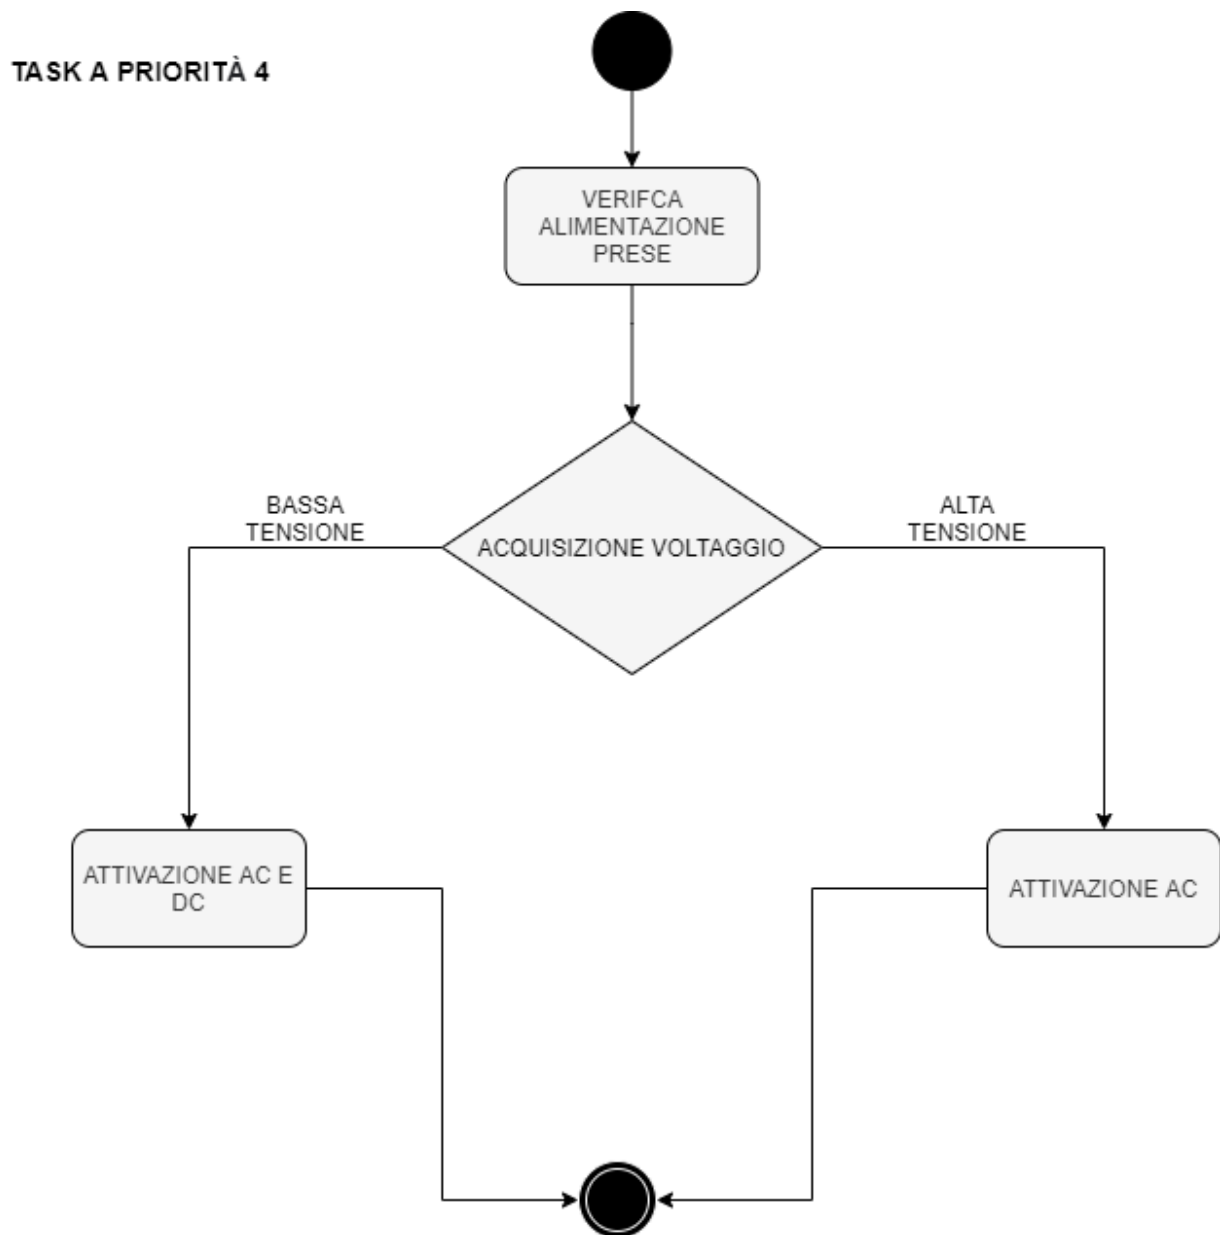 TASK A PRIORITÀ 4
VERIFCA
ALIMENTAZIONE
PRESE
BASSA
TENSIONE
ALTA
TENSIONE
ACQUISIZIONE VOLTAGGIO
ATTIVAZIONE AC E
DC
ATTIVAZIONE AC